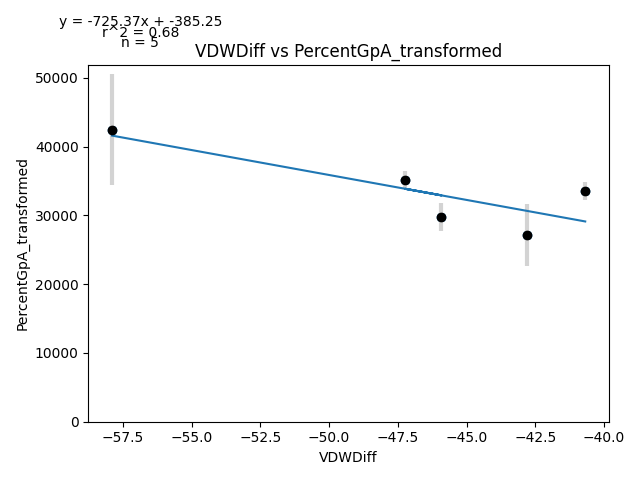 y = -725.37x + -385.25
r^2 = 0.68
n = 5
VDWDiff vs PercentGpA_transformed
PercentGpA_transformed
50000
40000
30000
20000
10000
0
−57.5 −55.0 −52.5 −50.0 −47.5 −45.0 −42.5 −40.0
VDWDiff